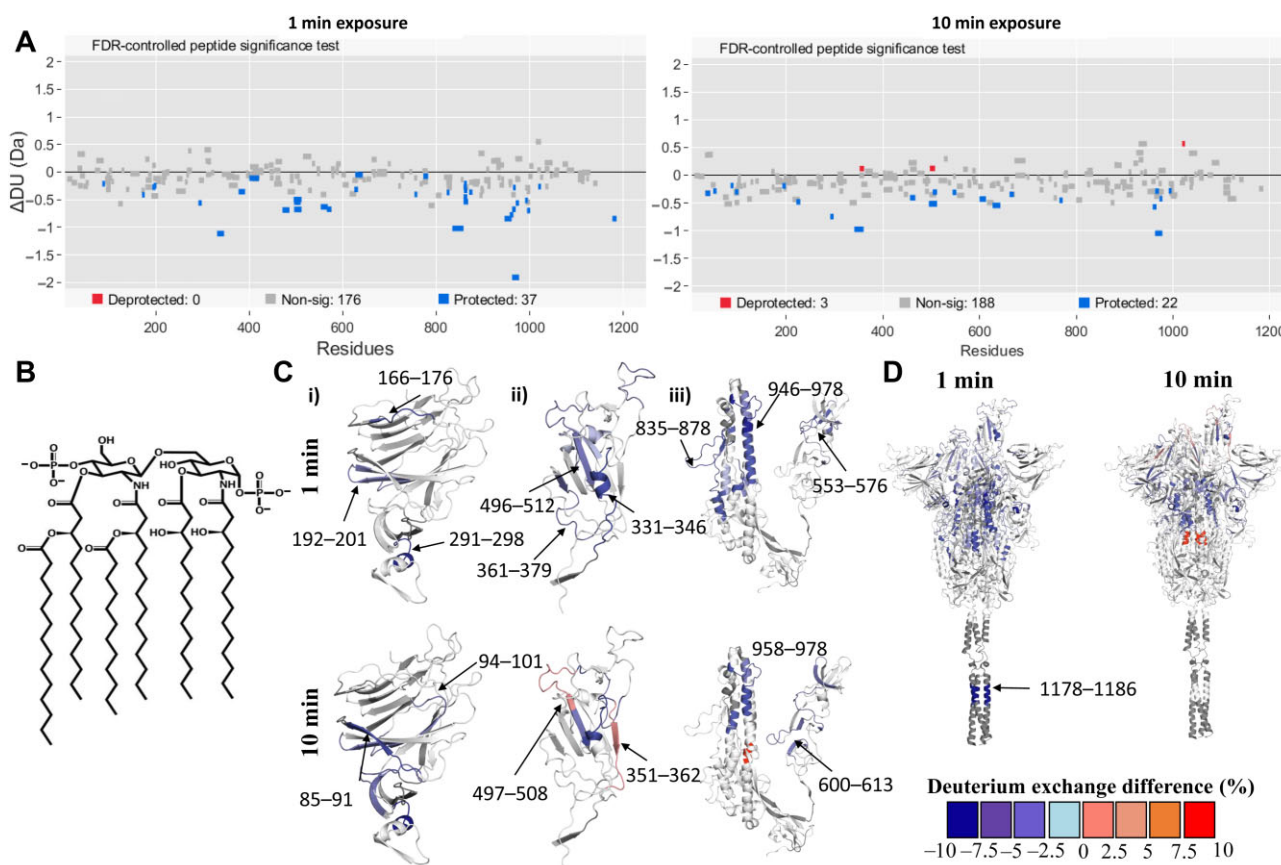 1 min exposure
10 min exposure
A
FDR-controlled peptide significance test
FDR-controlled peptide significance test
2
1.5
1
0.5
0
−0.5
−1
−1.5
−2
ΔDU (Da)
Deprotected: 0
Non-sig: 176
Protected: 37
200
400
600
800
1000
1200
Residues
2
1.5
1
0.5
0
−0.5
−1
−1.5
−2
Deprotected: 3
Non-sig: 188
Protected: 22
200
400
600
800
1000
1200
Residues
B
OH
O
−O−P−O
O−
HO
O
O
NH
O
O
NH
O
O−P−O−
O−
O
O
O
O
HO
HO
O
O
C
i)
ii)
iii)
1 min
166–176
192–201
291–298
496–512
331–346
361–379
946–978
835–878
553–576
10 min
94–101
85–91
497–508
351–362
958–978
600–613
D
1 min
10 min
1178–1186
Deuterium exchange difference (%)
−10 −7.5 −5 −2.5 0 2.5 5 7.5 10